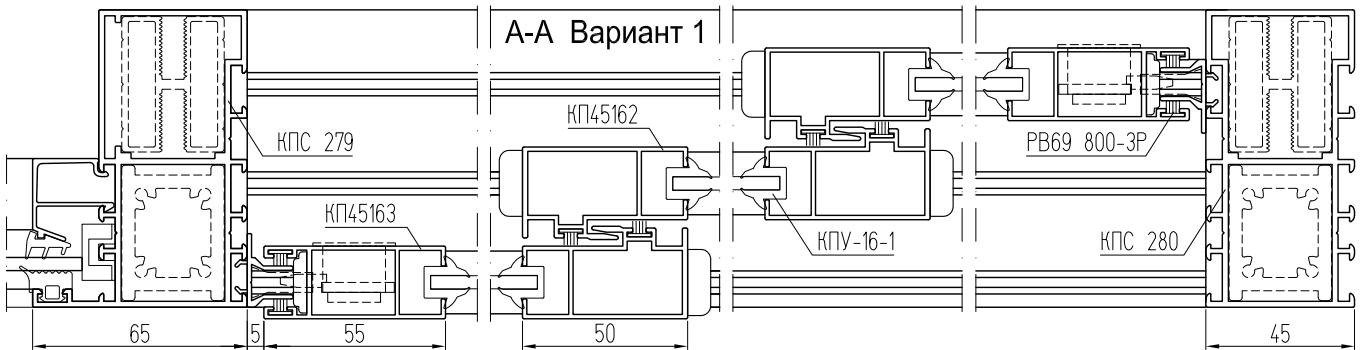 А-А Вариант 1
КП45162
КПС 279
РВ69 800-3Р
КП45163
КПУ-16-1
КПС 280
65
5
55
50
45